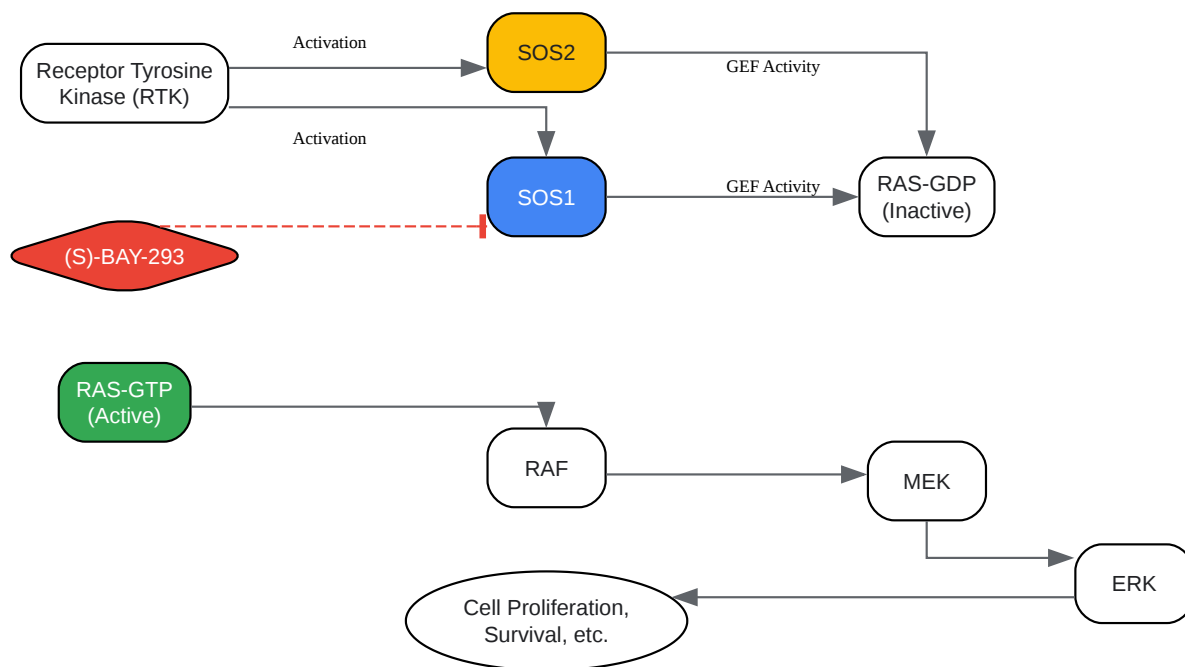 Activation
SOS2
Receptor Tyrosine
Kinase (RTK)
GEF Activity
Activation
SOS1
GEF Activity
RAS-GDP
(Inactive)
(S)-BAY-293
RAS-GTP
(Active)
RAF
MEK
ERK
Cell Proliferation,
Survival, etc.